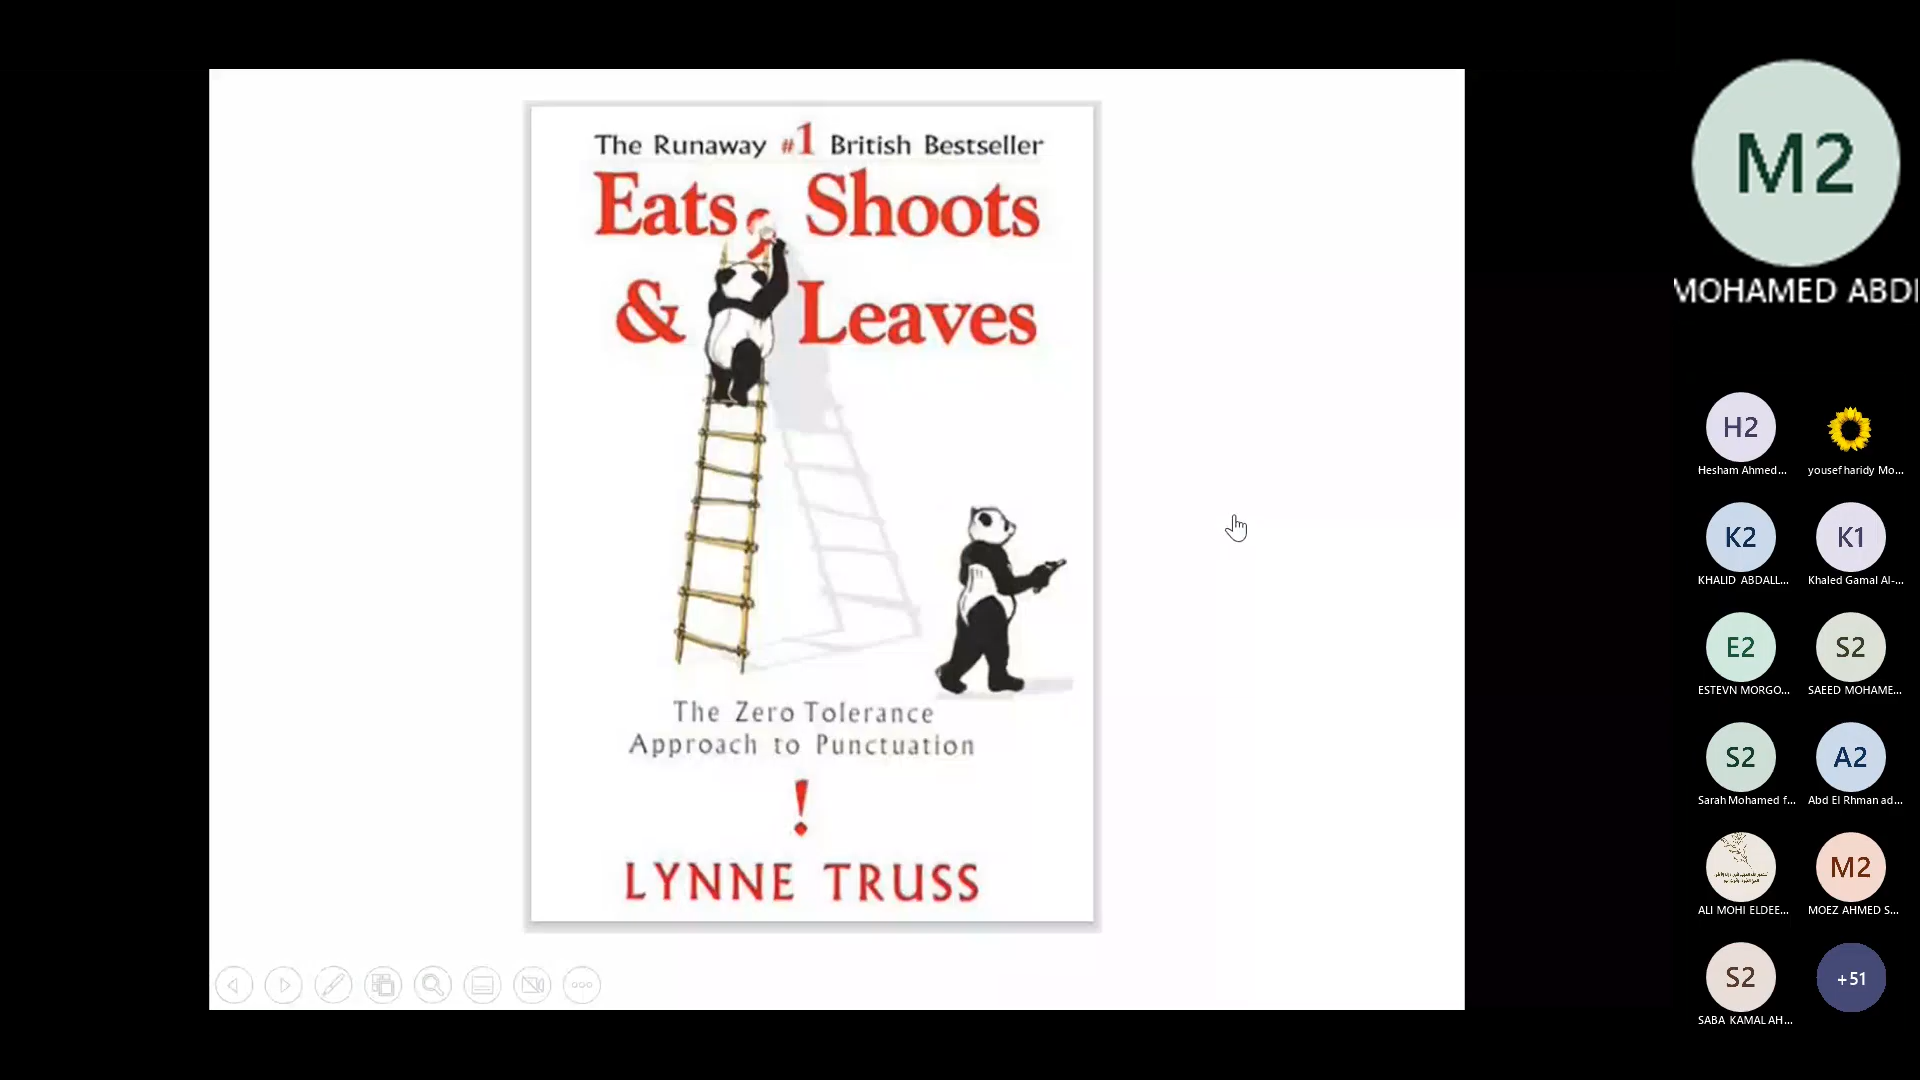 The Runaway #1 British Bestseller
Eats, Shoots
& Leaves
The Zero Tolerance
Approach to Punctuation
!
LYNNE TRUSS
M2
MOHAMED ABD
H2
Hesham Ahmed...
yousef haridy Mo...
K2
KHALID ABDALL...
K1
Khaled Gamal Al-...
E2
ESTEVN MORGO...
S2
SAEED MOHAME...
S2
Sarah Mohamed f...
A2
Abd El Rhman ad...
ALI MOHI ELDEE...
M2
MOEZ AHMED S...
S2
SABA KAMAL AH...
+51